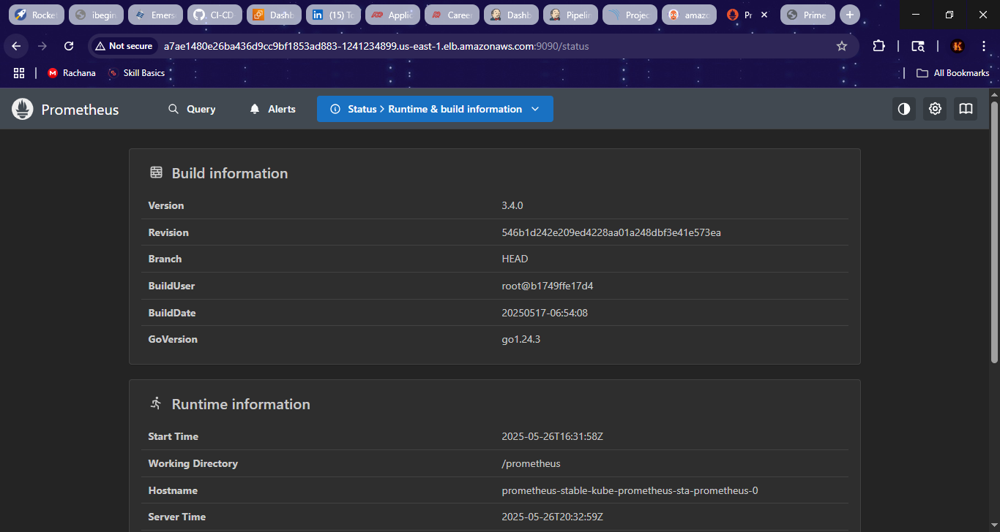 Rocket
ibegin
Emers
CI-CD
Dashb
(15) To
Applic
Career
Dashb
Pipelin
Projec
amazo
Pr
Prime
Not secure
a7ae1480e26ba436d9cc9bf1853ad883-1241234899.us-east-1.elb.amazonaws.com:9090/status
Rachana
Skill Basics
All Bookmarks
Prometheus
Query
Alerts
Status > Runtime & build information
Build information
Version 3.4.0
Revision 546b1d242e209ed4228aa01a248dbf3e41e573ea
Branch HEAD
BuildUser root@b1749ffe17d4
BuildDate 20250517-06:54:08
GoVersion go1.24.3
Runtime information
Start Time 2025-05-26T16:31:58Z
Working Directory /prometheus
Hostname prometheus-stable-kube-prometheus-sta-prometheus-0
Server Time 2025-05-26T20:32:59Z